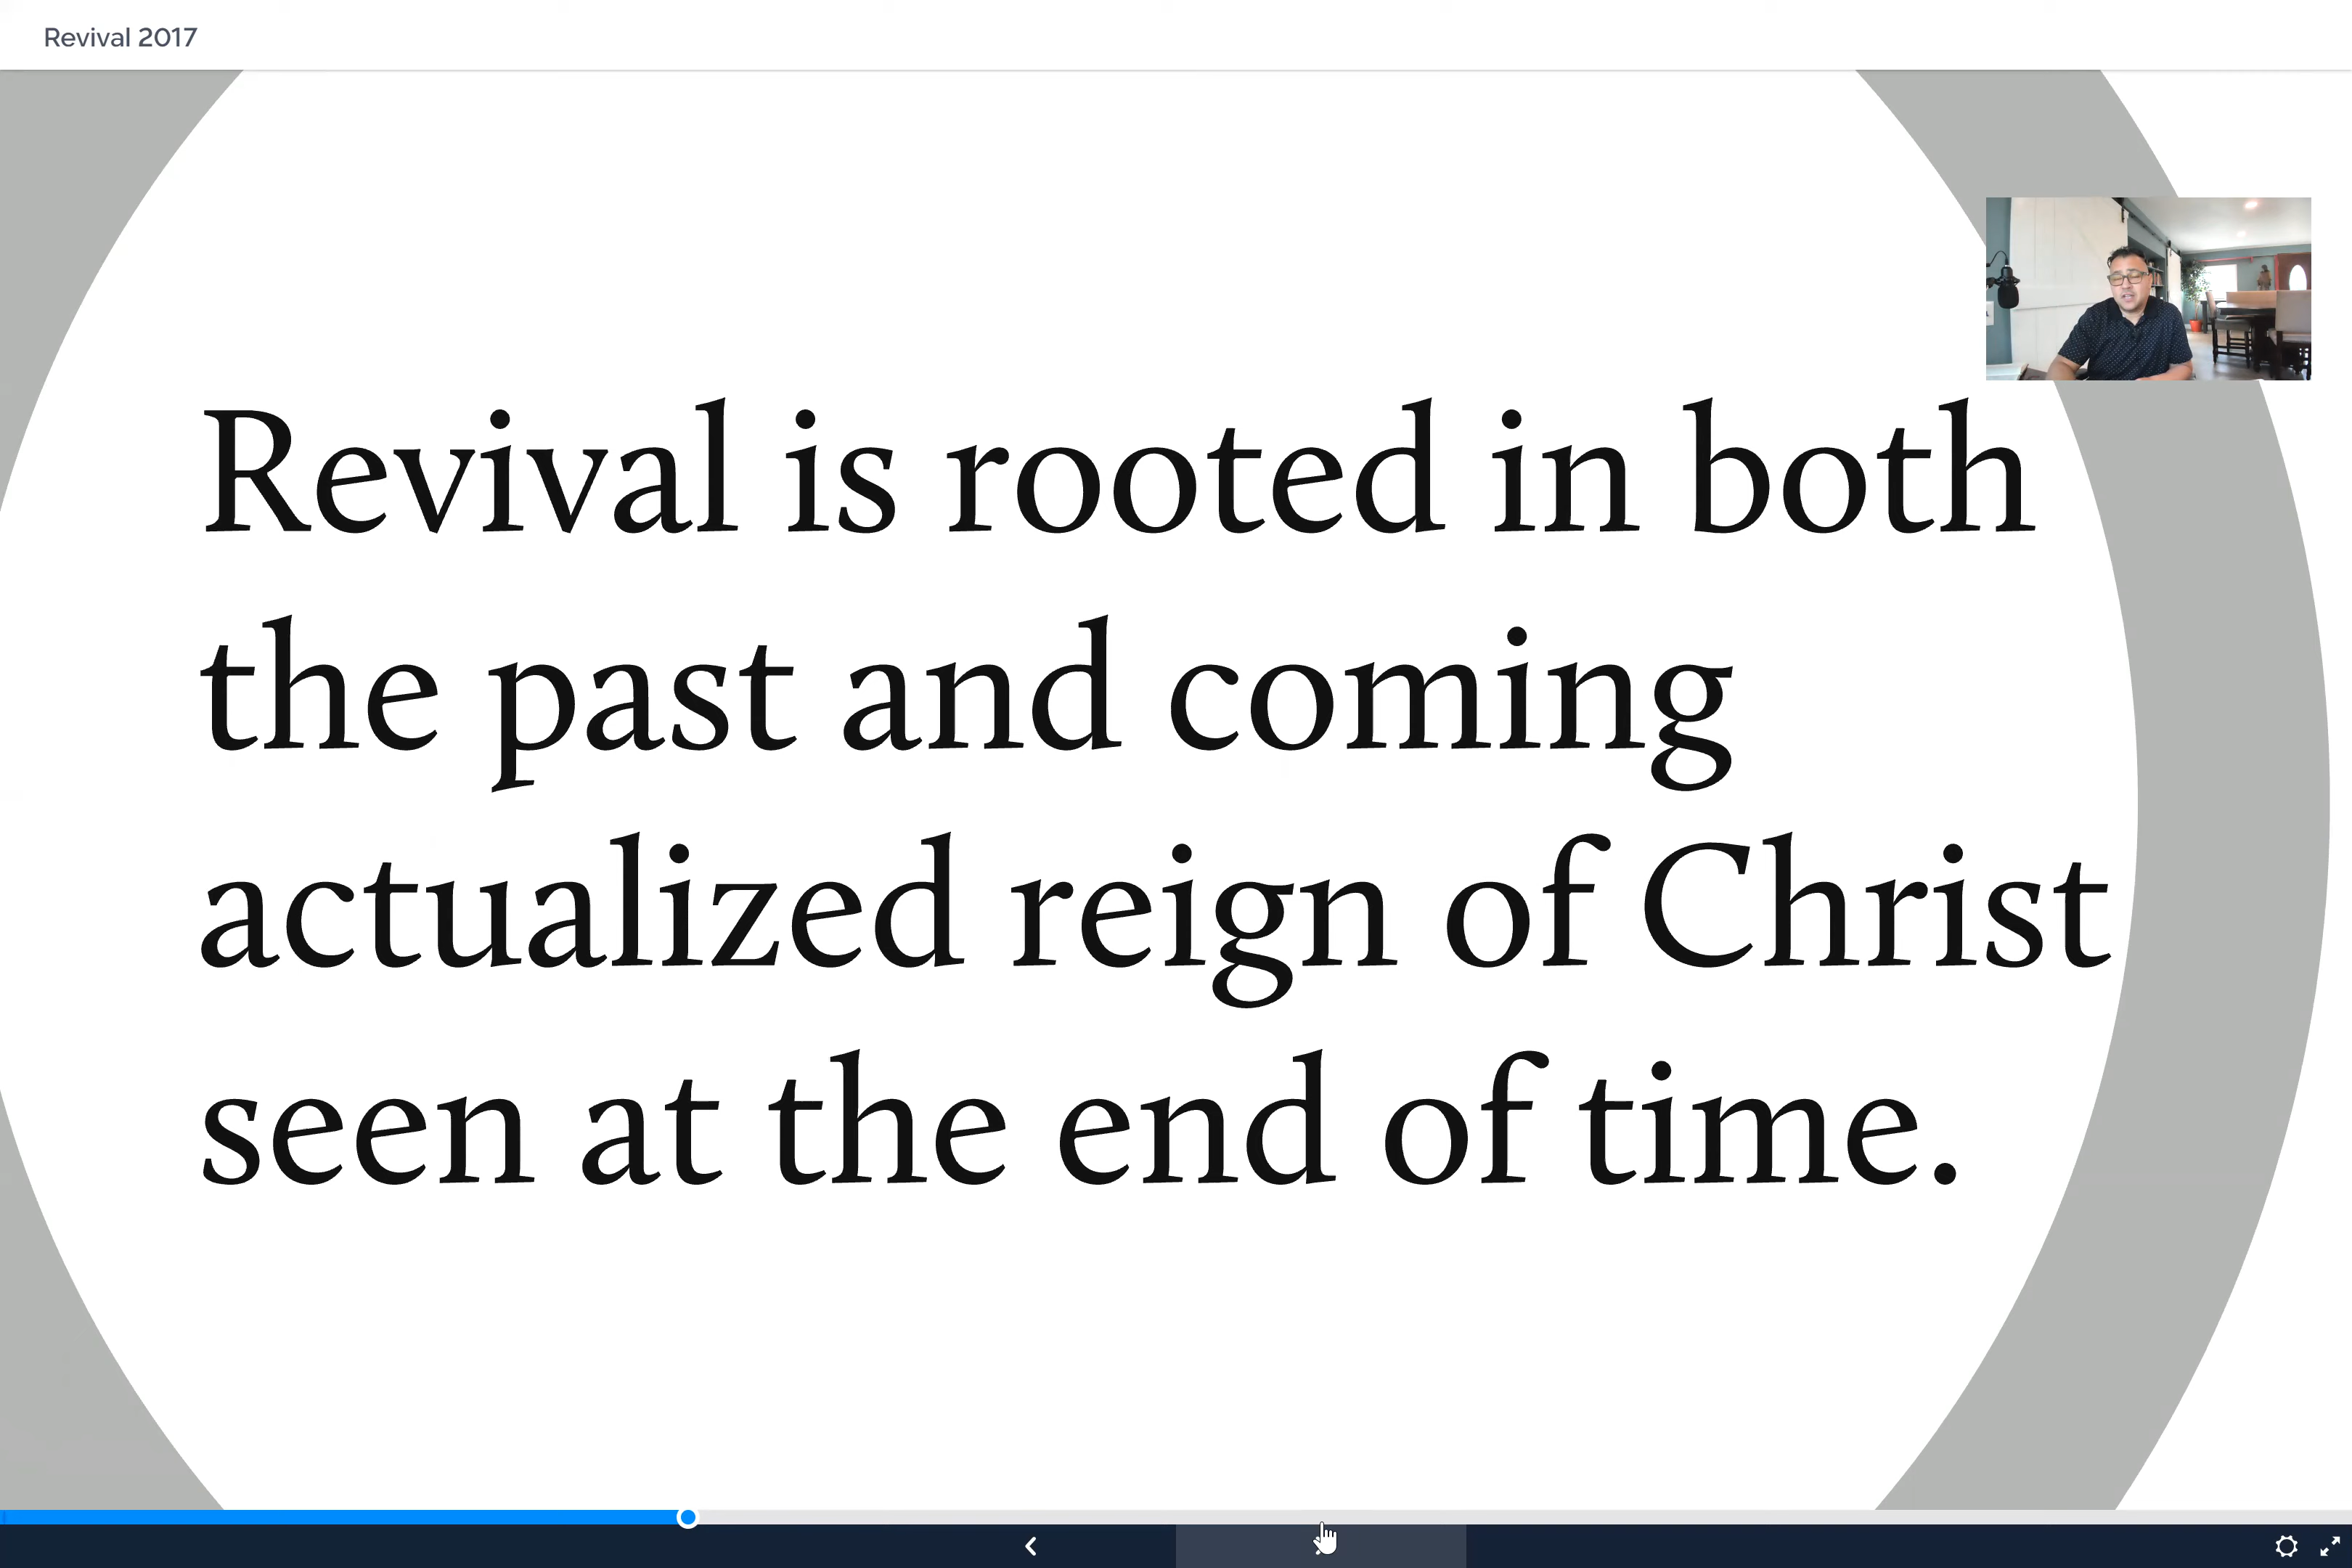 Revival 2017
Revival is rooted in both
the past and coming
actualized reign of Christ
seen at the end of time.